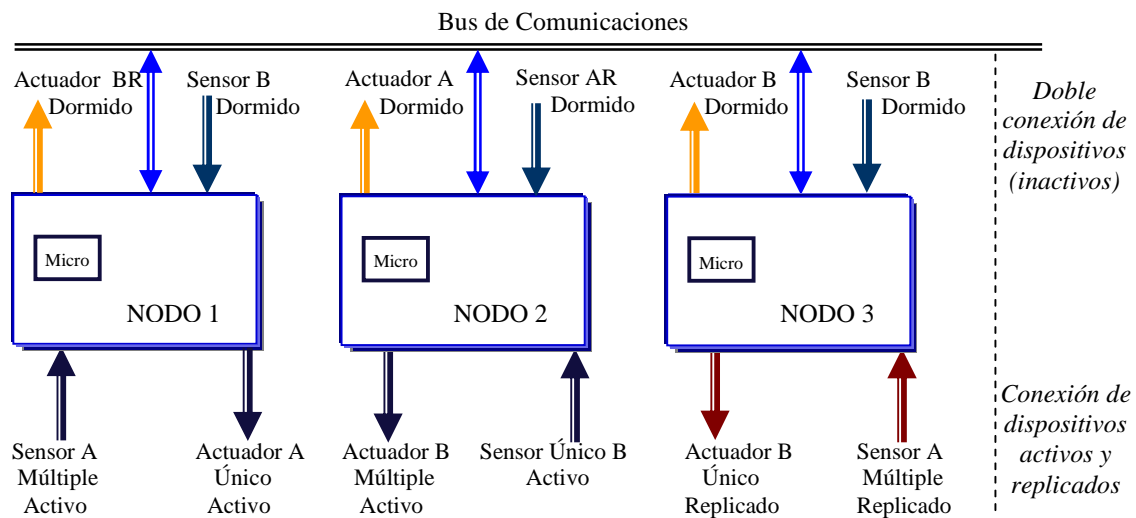 Bus de Comunicaciones
Actuador BR
Dormido
Sensor B
Dormido
Actuador A
Dormido
Sensor AR
Dormido
Actuador B
Dormido
Sensor B
Dormido
Doble
conexión de
dispositivos
(inactivos)
Micro
NODO 1
Micro
NODO 2
Micro
NODO 3
Sensor A
Múltiple
Activo
Actuador A
Único
Activo
Actuador B
Múltiple
Activo
Sensor Único B
Activo
Actuador B
Único
Replicado
Sensor A
Múltiple
Replicado
Conexión de
dispositivos
activos y
replicados